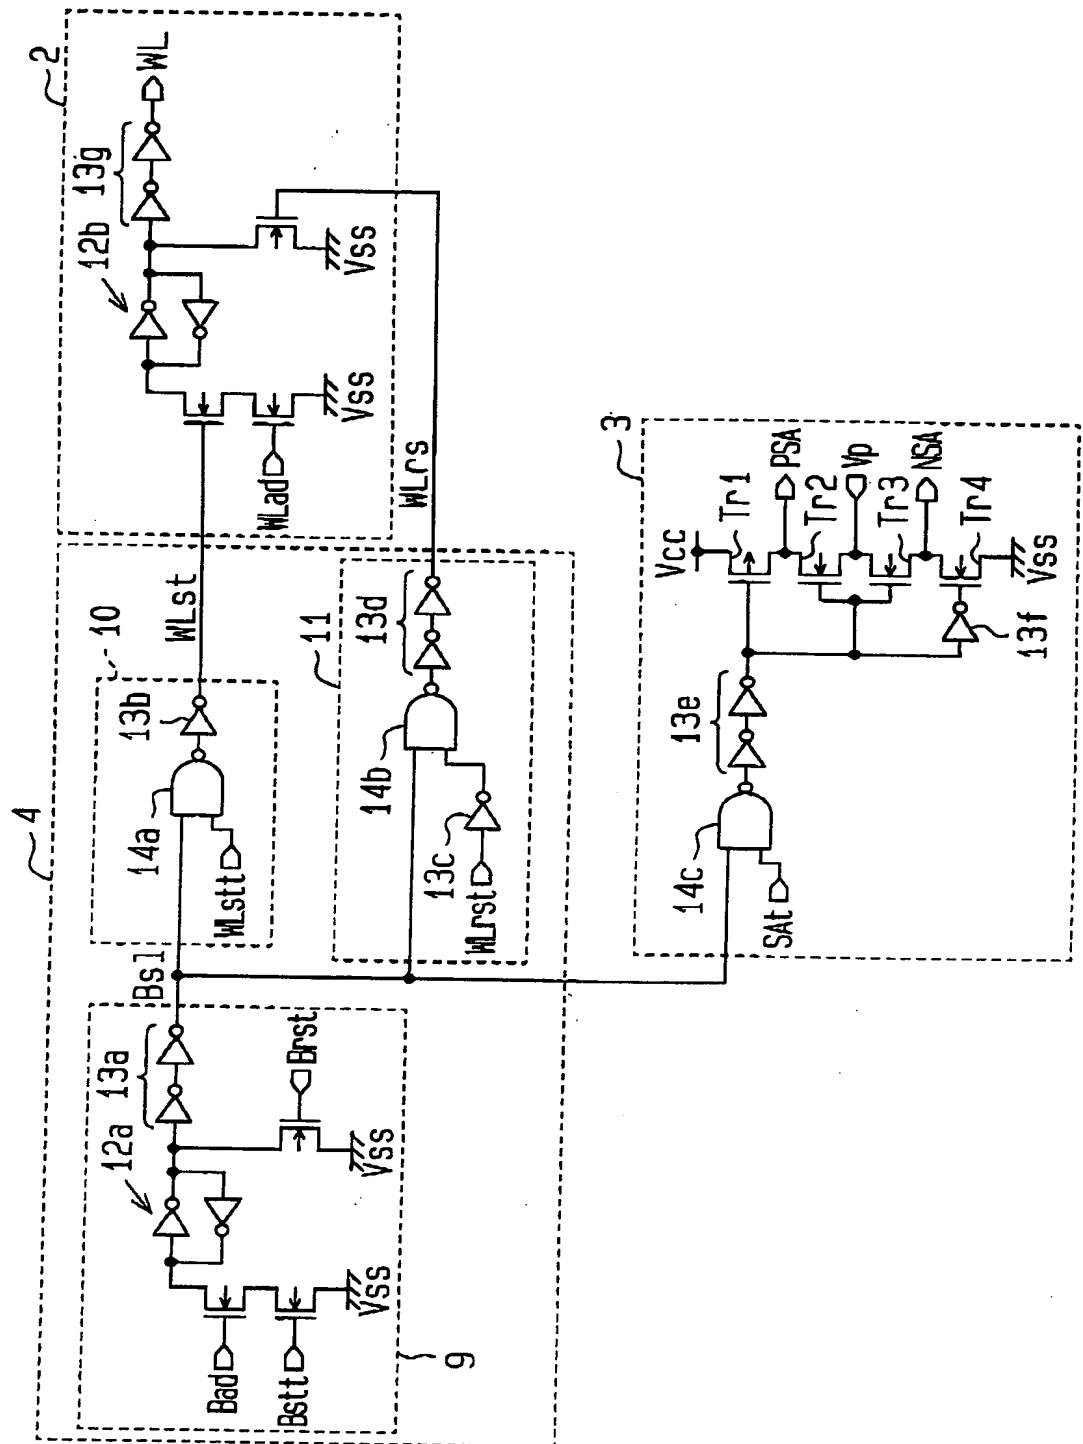 4
2
9
12a
13a
Bsl
Bad
Bstt
Vss
Brst
Vss
10
14a
13b
WLstt
WLst
11
14b
13d
13c
WLrst
WLrs
12b
13g
WL
WLad
Vss
Vss
3
14c
SAt
13e
13f
Vcc
Tr1
PSA
Tr2
Vp
Tr3
NSA
Tr4
Vss